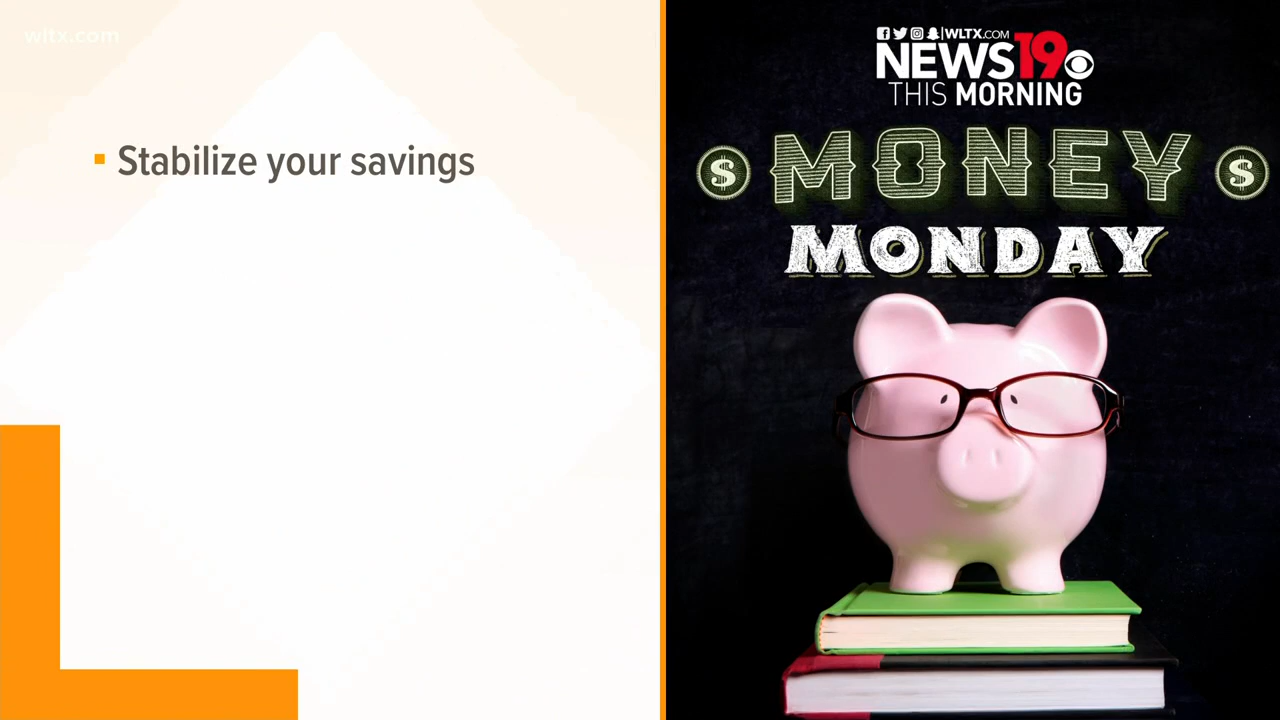 wltx.com
Stabilize your savings
WLTX.COM
NEWS19
THIS MORNING
$ MONEY $
MONDAY